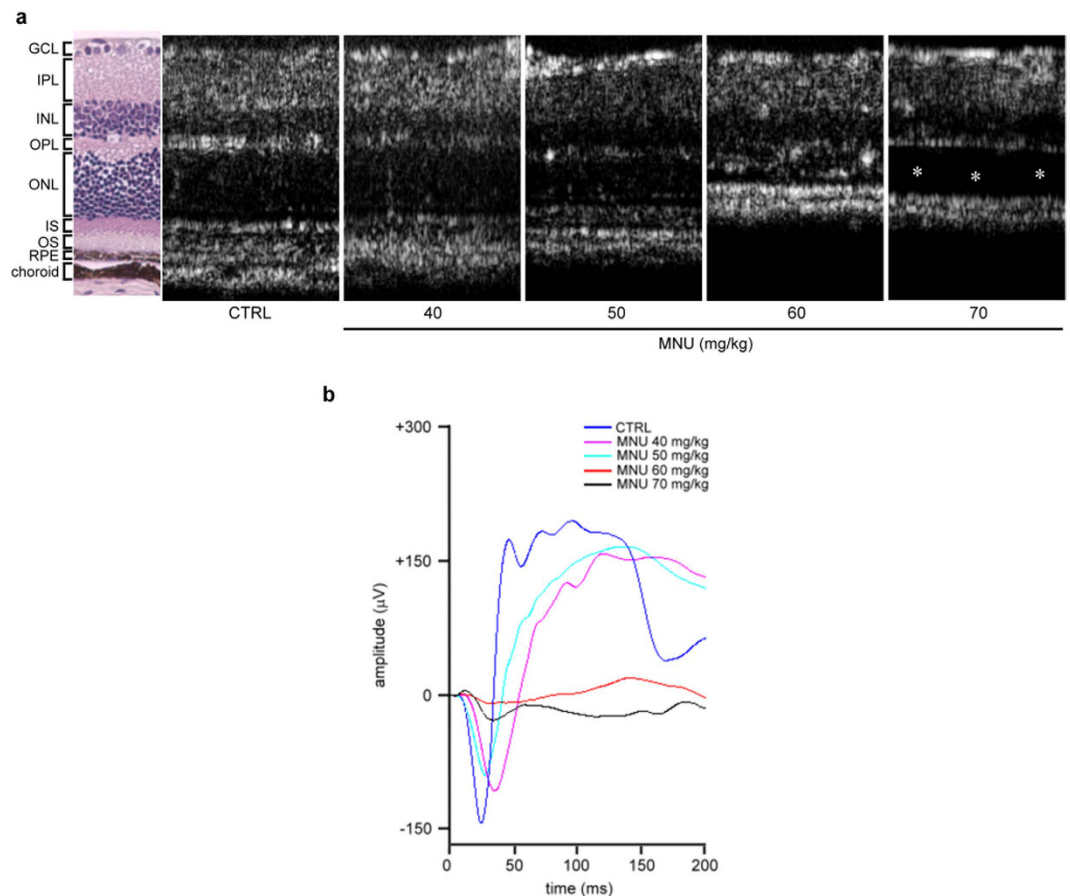 a
GCL
IPL
INL
OPL
ONL
IS
OS
RPE
choroid
* * *
CTRL 40 50 60 70
MNU (mg/kg)
b
+300
+150
0
-150
amplitude (µV)
CTRL
MNU 40 mg/kg
MNU 50 mg/kg
MNU 60 mg/kg
MNU 70 mg/kg
0 50 100 150 200
time (ms)